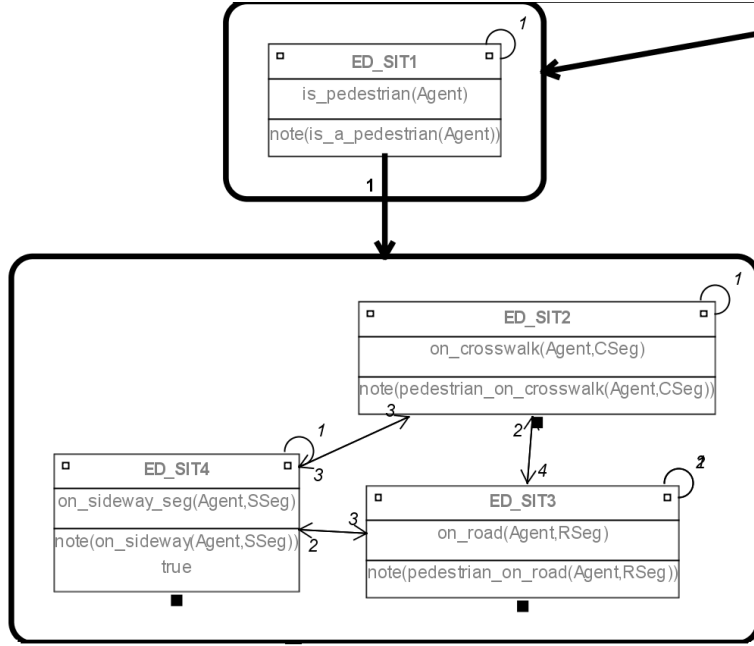 1
ED_SIT1
is_pedestrian(Agent)
note(is_a_pedestrian(Agent))
1
1
ED_SIT2
on_crosswalk(Agent,CSeg)
note(pedestrian_on_crosswalk(Agent,CSeg))
3
2
1
3
ED_SIT4
on_sideway_seg(Agent,SSeg)
note(on_sideway(Agent,SSeg))
true
4
ED_SIT3
on_road(Agent,RSeg)
note(pedestrian_on_road(Agent,RSeg))
3
2